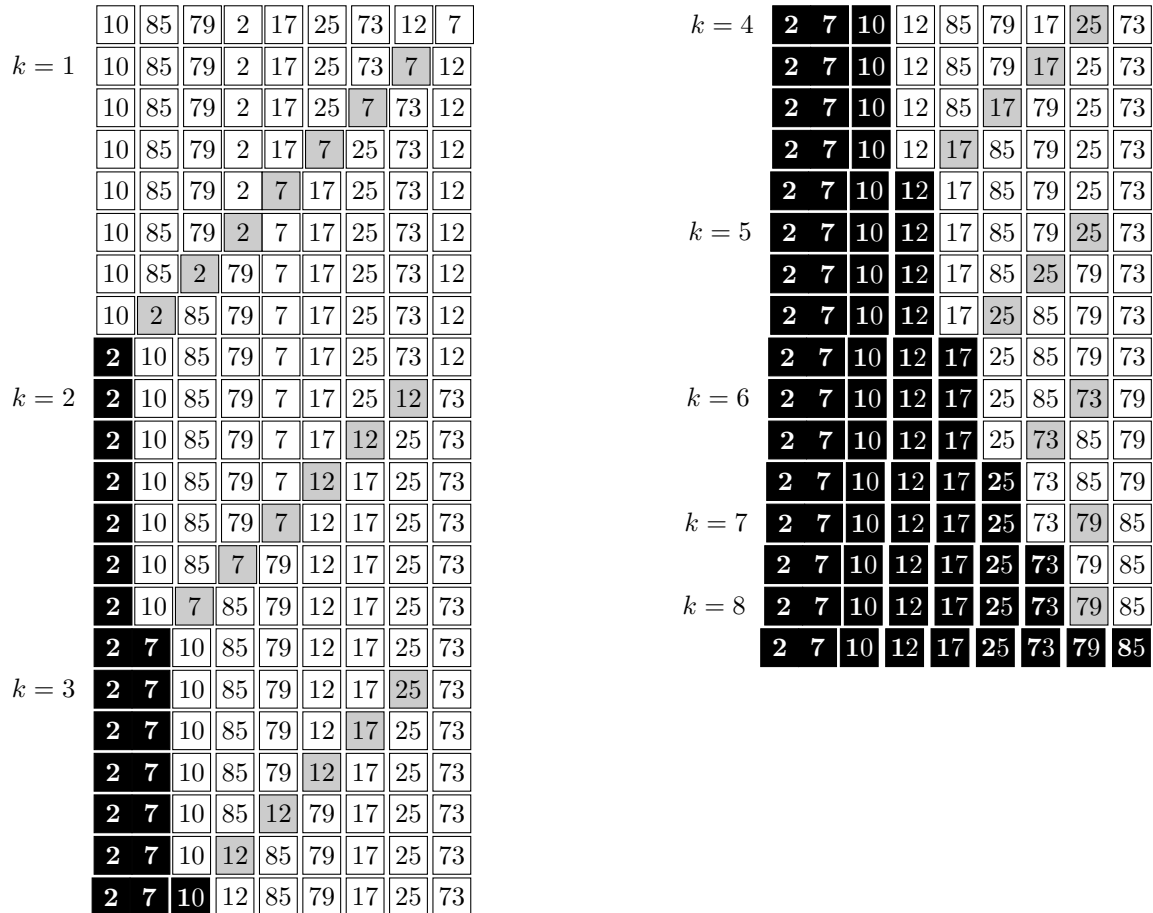 10 85 79 2 17 25 73 12 7
k = 1 10 85 79 2 17 25 73 7 12
10 85 79 2 17 25 7 73 12
10 85 79 2 17 7 25 73 12
10 85 79 2 7 17 25 73 12
10 85 79 2 7 17 25 73 12
10 85 2 79 7 17 25 73 12
10 2 85 79 7 17 25 73 12
2 10 85 79 7 17 25 73 12
k = 2 2 10 85 79 7 17 25 12 73
2 10 85 79 7 17 12 25 73
2 10 85 79 7 12 17 25 73
2 10 85 79 7 12 17 25 73
2 10 85 7 79 12 17 25 73
2 10 7 85 79 12 17 25 73
2 7 10 85 79 12 17 25 73
k = 3 2 7 10 85 79 12 17 25 73
2 7 10 85 79 12 17 25 73
2 7 10 85 79 12 17 25 73
2 7 10 85 12 79 17 25 73
2 7 10 12 85 79 17 25 73
2 7 10 12 85 79 17 25 73
k = 4 2 7 10 12 85 79 17 25 73
2 7 10 12 85 79 17 25 73
2 7 10 12 85 17 79 25 73
2 7 10 12 17 85 79 25 73
2 7 10 12 17 85 79 25 73
k = 5 2 7 10 12 17 85 79 25 73
2 7 10 12 17 85 25 79 73
2 7 10 12 17 25 85 79 73
2 7 10 12 17 25 85 79 73
k = 6 2 7 10 12 17 25 85 73 79
2 7 10 12 17 25 73 85 79
2 7 10 12 17 25 73 85 79
k = 7 2 7 10 12 17 25 73 79 85
2 7 10 12 17 25 73 79 85
k = 8 2 7 10 12 17 25 73 79 85
2 7 10 12 17 25 73 79 85